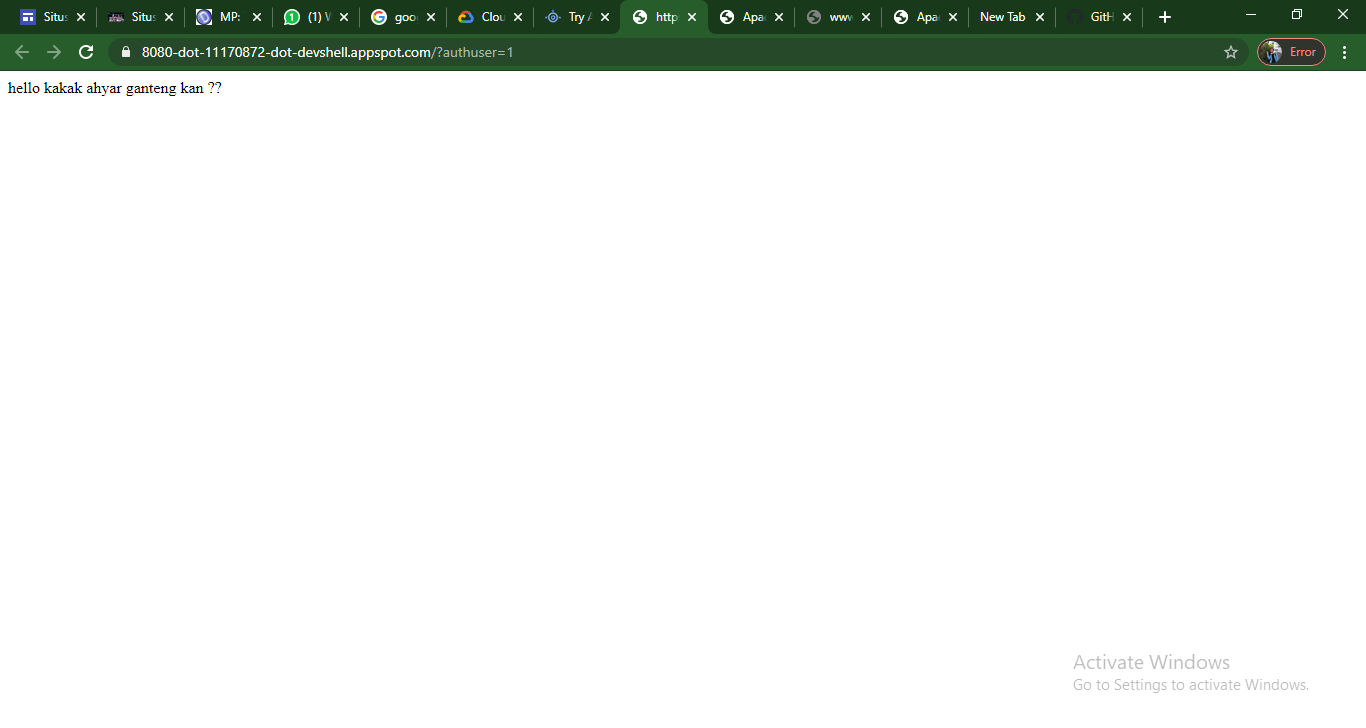 Situs
Situs
MP:
(1) W
goo
Clou
Try A
http
Apa
www
Apa
New Tab
GitH
8080-dot-11170872-dot-devshell.appspot.com/?authuser=1
Error
hello kakak ahyar ganteng kan ??
Activate Windows
Go to Settings to activate Windows.